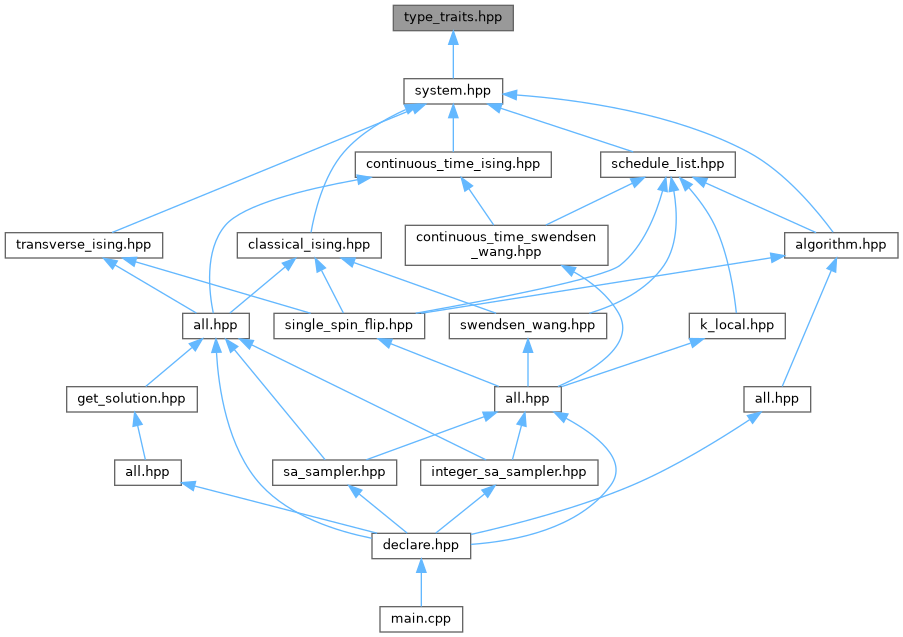 type_traits.hpp
system.hpp
continuous_time_ising.hpp
schedule_list.hpp
transverse_ising.hpp
classical_ising.hpp
continuous_time_swendsen
_wang.hpp
algorithm.hpp
all.hpp
single_spin_flip.hpp
swendsen_wang.hpp
k_local.hpp
get_solution.hpp
all.hpp
all.hpp
all.hpp
sa_sampler.hpp
integer_sa_sampler.hpp
declare.hpp
main.cpp